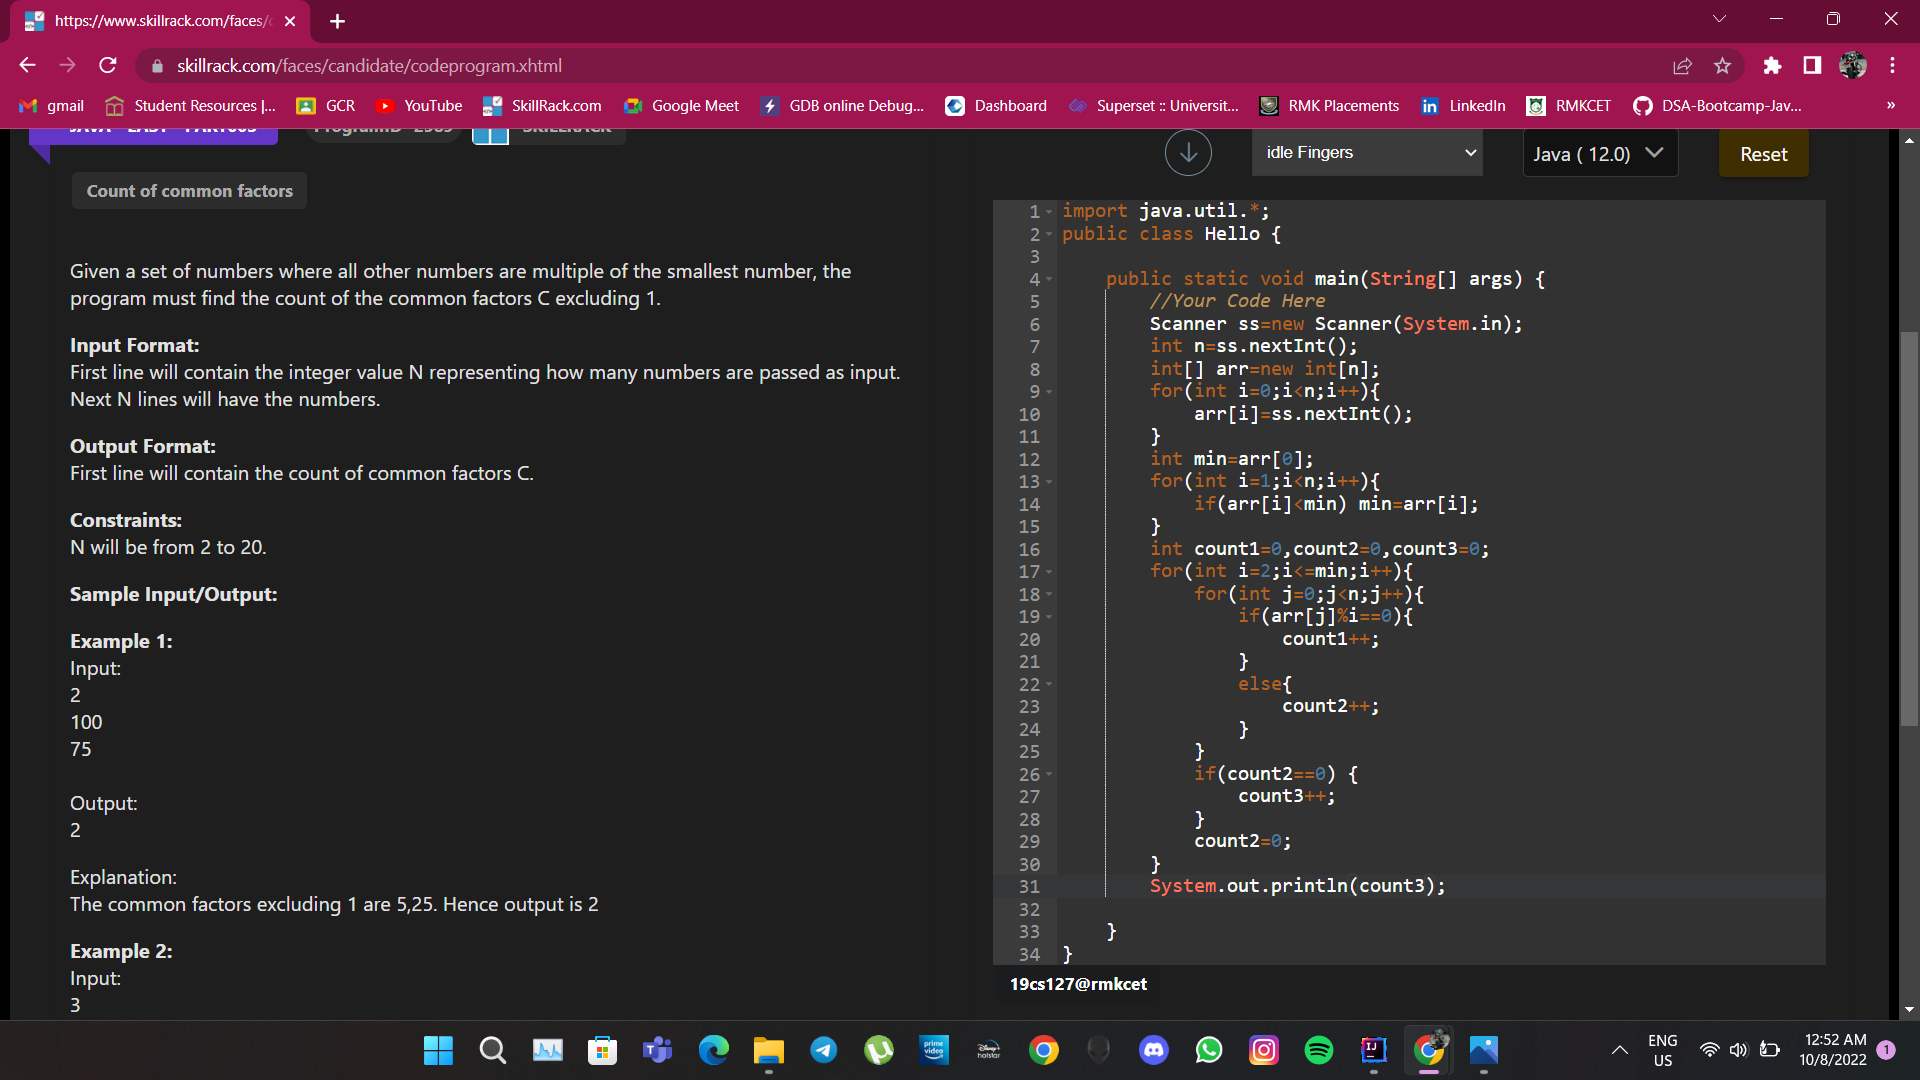 https://www.skillrack.com/faces/c
skillrack.com/faces/candidate/codeprogram.xhtml
gmail
Student Resources |...
GCR
YouTube
SkillRack.com
Google Meet
GDB online Debug...
Dashboard
Superset :: Universit...
RMK Placements
LinkedIn
RMKCET
DSA-Bootcamp-Jav...
»
Count of common factors
Given a set of numbers where all other numbers are multiple of the smallest number, the
program must find the count of the common factors C excluding 1.
Input Format:
First line will contain the integer value N representing how many numbers are passed as input.
Next N lines will have the numbers.
Output Format:
First line will contain the count of common factors C.
Constraints:
N will be from 2 to 20.
Sample Input/Output:
Example 1:
Input:
2
100
75
Output:
2
Explanation:
The common factors excluding 1 are 5,25. Hence output is 2
Example 2:
Input:
3
idle Fingers
Java ( 12.0)
Reset
1 import java.util.*;
2 public class Hello {
3
4 public static void main(String[] args) {
5 //Your Code Here
6 Scanner ss=new Scanner(System.in);
7 int n=ss.nextInt();
8 int[] arr=new int[n];
9 for(int i=0;i<n;i++){
10 arr[i]=ss.nextInt();
11 }
12 int min=arr[0];
13 for(int i=1;i<n;i++){
14 if(arr[i]<min) min=arr[i];
15 }
16 int count1=0,count2=0,count3=0;
17 for(int i=2;i<=min;i++){
18 for(int j=0;j<n;j++){
19 if(arr[j]%i==0){
20 count1++;
21 }
22 else{
23 count2++;
24 }
25 }
26 if(count2==0) {
27 count3++;
28 }
29 count2=0;
30 }
31 System.out.println(count3);
32
33 }
34 }
19cs127@rmkcet
prime
video
hotstar
ENG
US
12:52 AM
10/8/2022
1